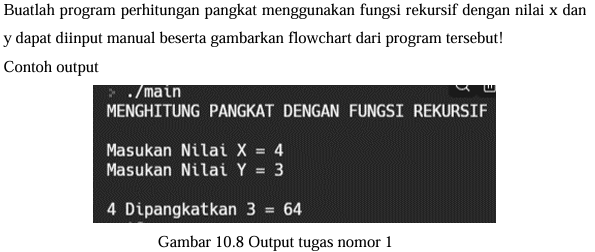 Buatlah program perhitungan pangkat menggunakan fungsi rekursif dengan nilai x dan
y dapat diinput manual beserta gambarkan flowchart dari program tersebut!
Contoh output
> ./main
MENGHITUNG PANGKAT DENGAN FUNGSI REKURSIF
Masukan Nilai X = 4
Masukan Nilai Y = 3
4 Dipangkatkan 3 = 64
Gambar 10.8 Output tugas nomor 1